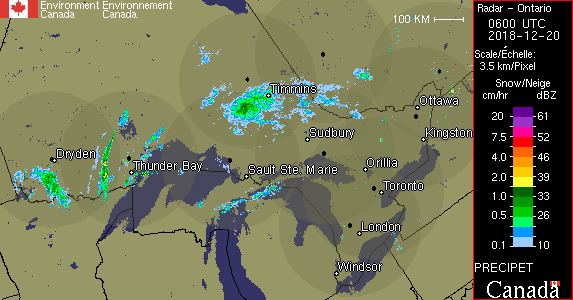 Environment Environnement
Canada Canada
100 KM
Timmins
Ottawa
Sudbury
Kingston
Dryden
Thunder Bay
Sault Ste. Marie
Orillia
Toronto
London
Windsor
Radar - Ontario
0600 UTC
2018-12-20
Scale/Échelle:
3.5 km/Pixel
Snow/Neige
cm/hr dBZ
20 61
7.5 57
5.2 52
4.0 46
2.0 39
1.0 33
0.5 26
0.1 10
PRECIPET
Canada